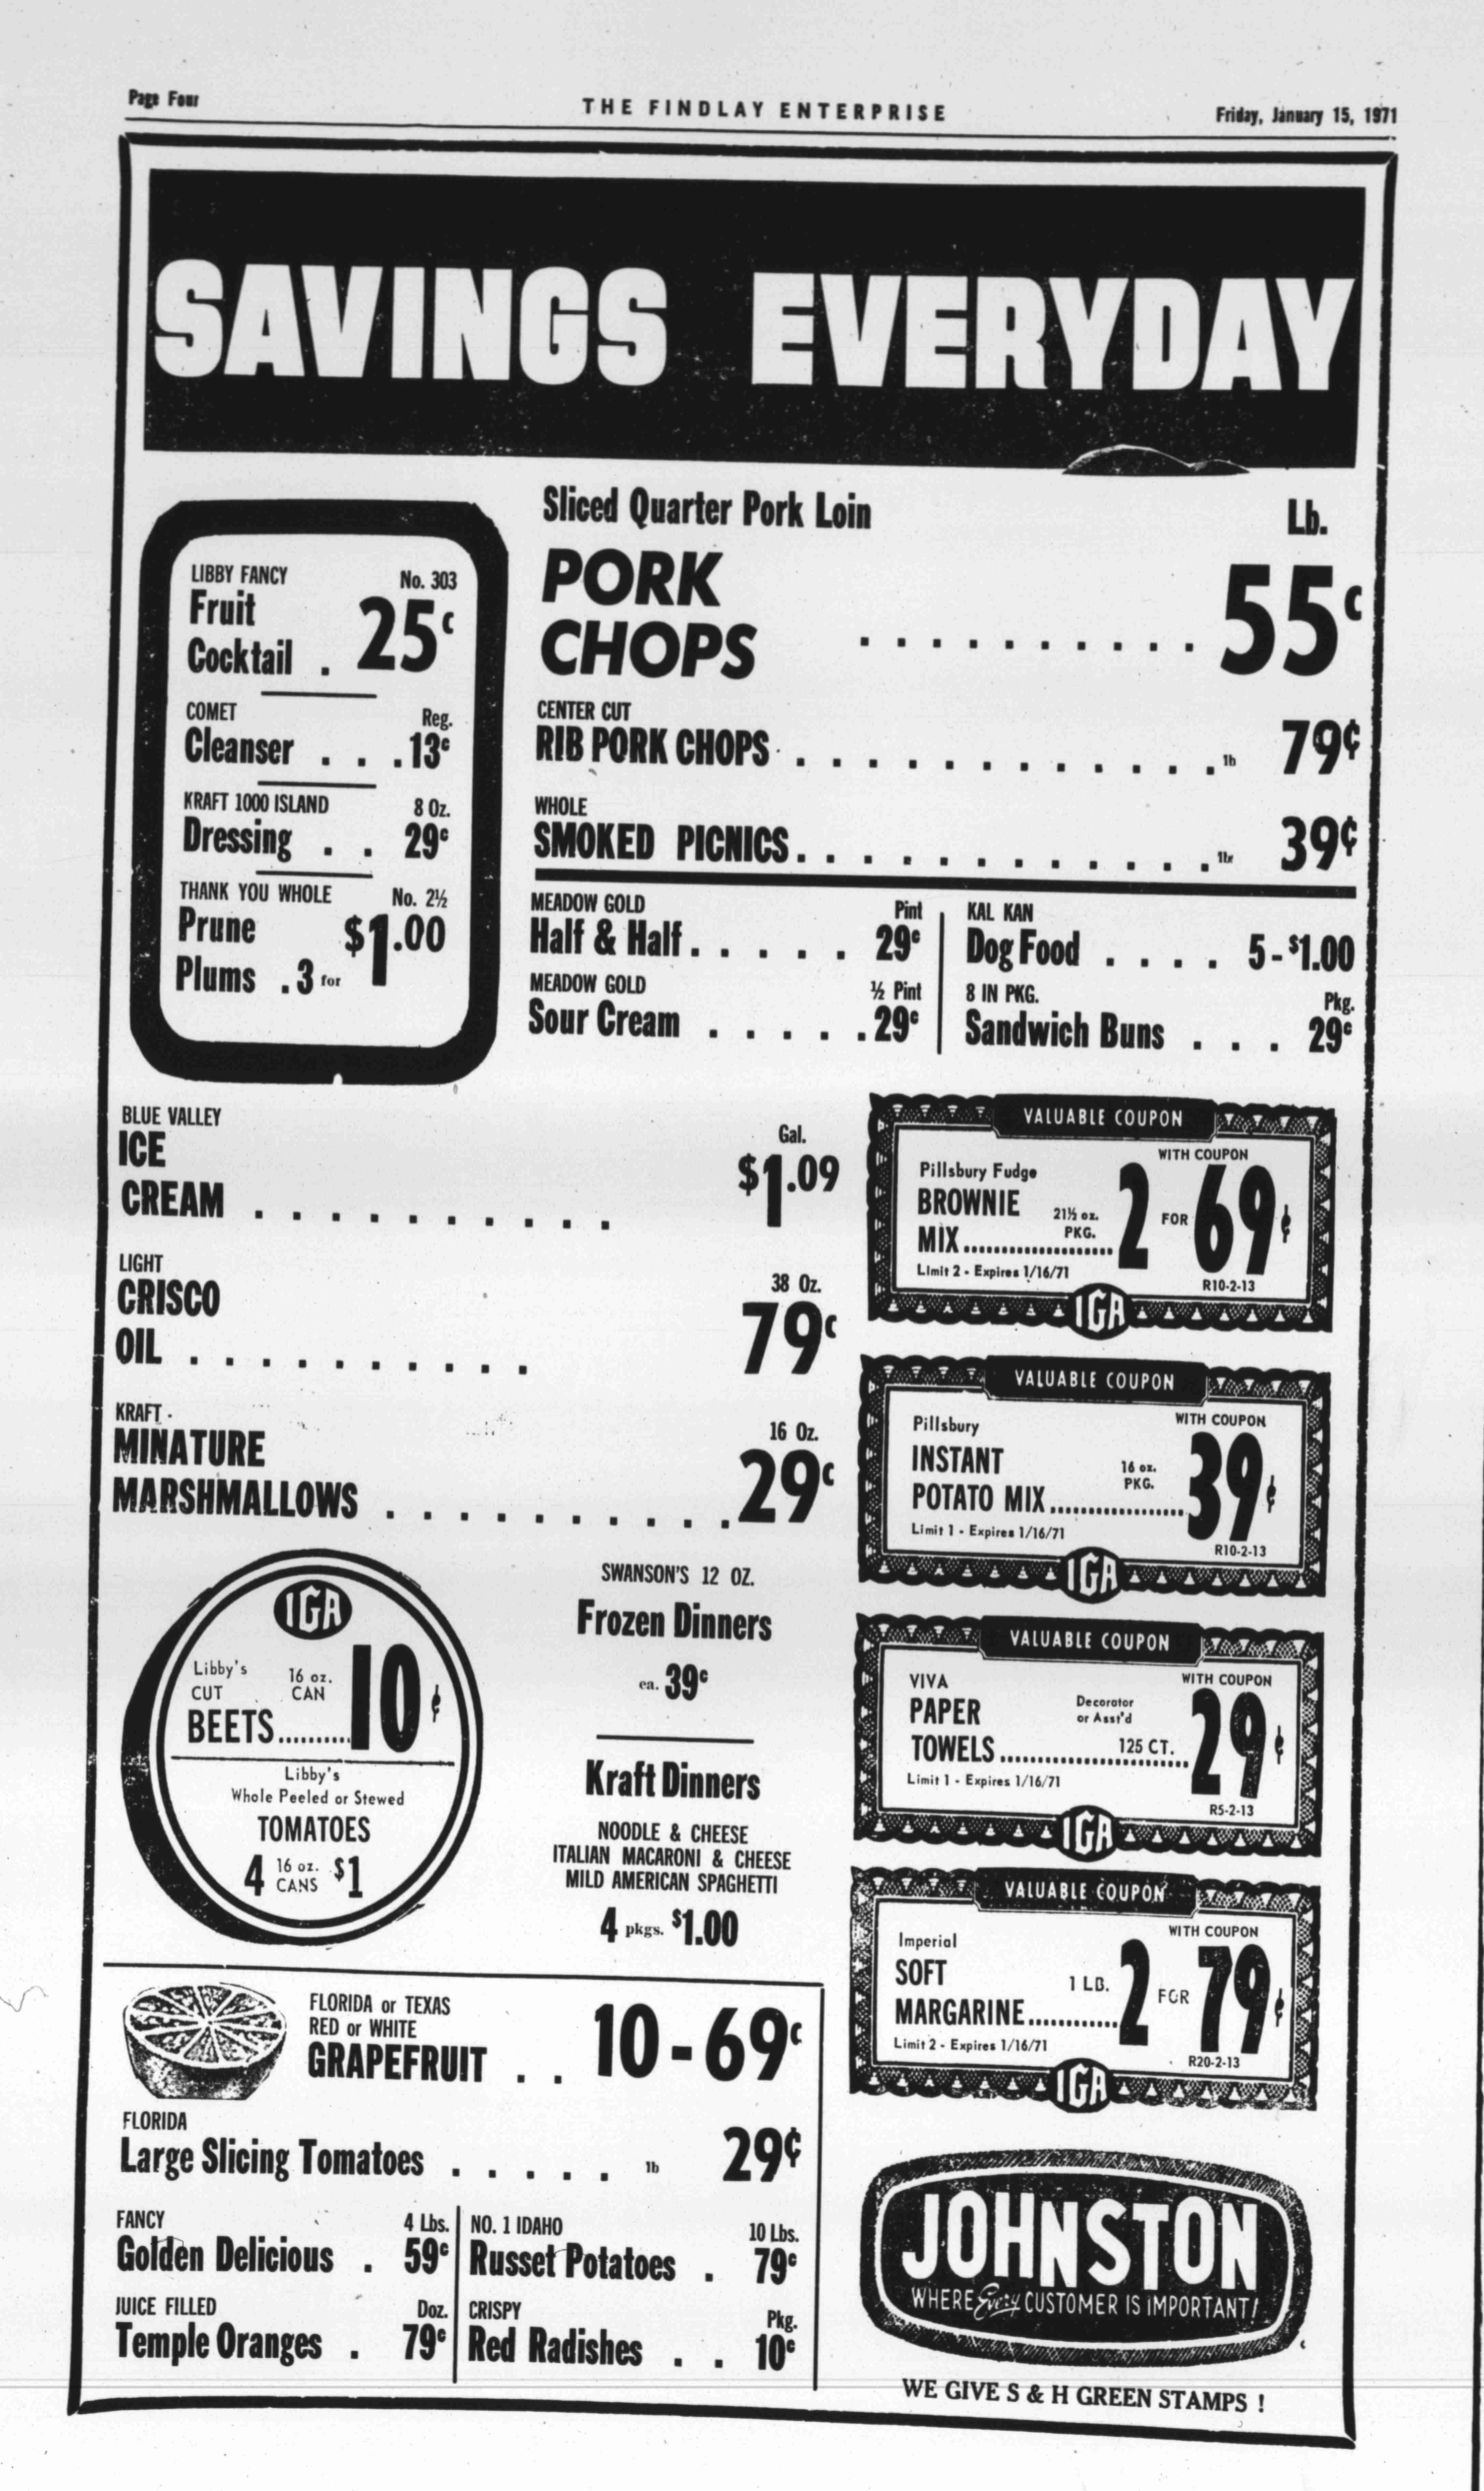 Page Four
THE FINDLAY ENTERPRISE
Friday, January 15, 1971
SAVINGS EVERYDAY
LIBBY FANCY No. 303
Fruit
Cocktail . 25¢
COMET Reg.
Cleanser . . . 13¢
KRAFT 1000 ISLAND 8 Oz.
Dressing . . 29¢
THANK YOU WHOLE No. 2½
Prune $1.00
Plums . 3 for
Sliced Quarter Pork Loin Lb.
PORK
CHOPS . . . . . . . . . . 55¢
CENTER CUT
RIB PORK CHOPS . . . . . . . . . . . . lb 79¢
WHOLE
SMOKED PICNICS . . . . . . . . . . . . lb 39¢
MEADOW GOLD Pint
Half & Half . . . . . 29¢
MEADOW GOLD ½ Pint
Sour Cream . . . . . 29¢
KAL KAN
Dog Food . . . . 5-$1.00
8 IN PKG. Pkg.
Sandwich Buns . . . 29¢
BLUE VALLEY
ICE Gal.
CREAM . . . . . . . . . . $1.09
LIGHT
CRISCO 38 Oz.
OIL . . . . . . . . . . 79¢
KRAFT
MINATURE 16 Oz.
MARSHMALLOWS . . . . . . . . . . 29¢
VALUABLE COUPON
WITH COUPON
Pillsbury Fudge
BROWNIE 21½ oz.
MIX PKG. 2 FOR 69¢
Limit 2 - Expires 1/16/71
R10-2-13
IGA
VALUABLE COUPON
WITH COUPON
Pillsbury
INSTANT 16 oz.
POTATO MIX PKG. 39¢
Limit 1 - Expires 1/16/71
R10-2-13
IGA
VALUABLE COUPON
WITH COUPON
VIVA
PAPER Decorator
or Asst'd
TOWELS 125 CT. 29¢
Limit 1 - Expires 1/16/71
R5-2-13
IGA
VALUABLE COUPON
WITH COUPON
Imperial
SOFT 1 LB.
MARGARINE 2 FOR 79¢
Limit 2 - Expires 1/16/71
R20-2-13
IGA
IGA
Libby's 16 oz.
CUT CAN
BEETS 10¢
Libby's
Whole Peeled or Stewed
TOMATOES
4 16 oz. CANS $1
SWANSON'S 12 OZ.
Frozen Dinners
ea. 39¢
Kraft Dinners
NOODLE & CHEESE
ITALIAN MACARONI & CHEESE
MILD AMERICAN SPAGHETTI
4 pkgs. $1.00
FLORIDA or TEXAS
RED or WHITE
GRAPEFRUIT . . 10-69¢
FLORIDA
Large Slicing Tomatoes . . . . . lb 29¢
FANCY 4 Lbs.
Golden Delicious . 59¢
JUICE FILLED Doz.
Temple Oranges . 79¢
NO. 1 IDAHO 10 Lbs.
Russet Potatoes . 79¢
CRISPY Pkg.
Red Radishes . . 10¢
JOHNSTON
WHERE Every CUSTOMER IS IMPORTANT!
WE GIVE S & H GREEN STAMPS !